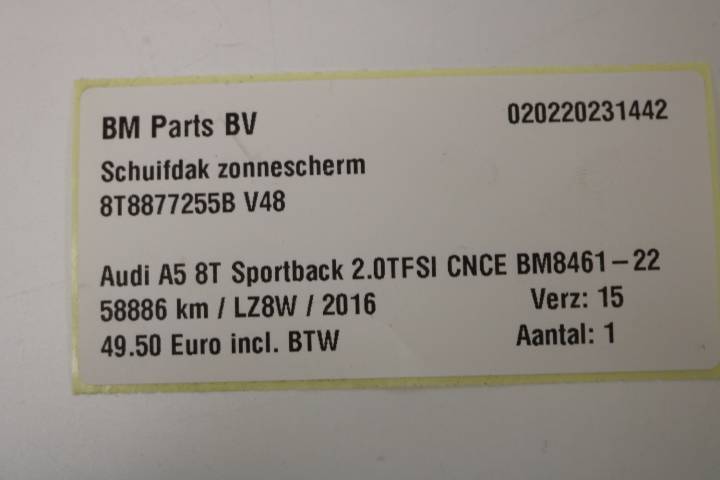 BM Parts BV 020220231442
Schuifdak zonnescherm
8T8877255B V48
Audi A5 8T Sportback 2.0TFSI CNCE BM8461-22
58886 km / LZ8W / 2016 Verz: 15
49.50 Euro incl. BTW Aantal: 1